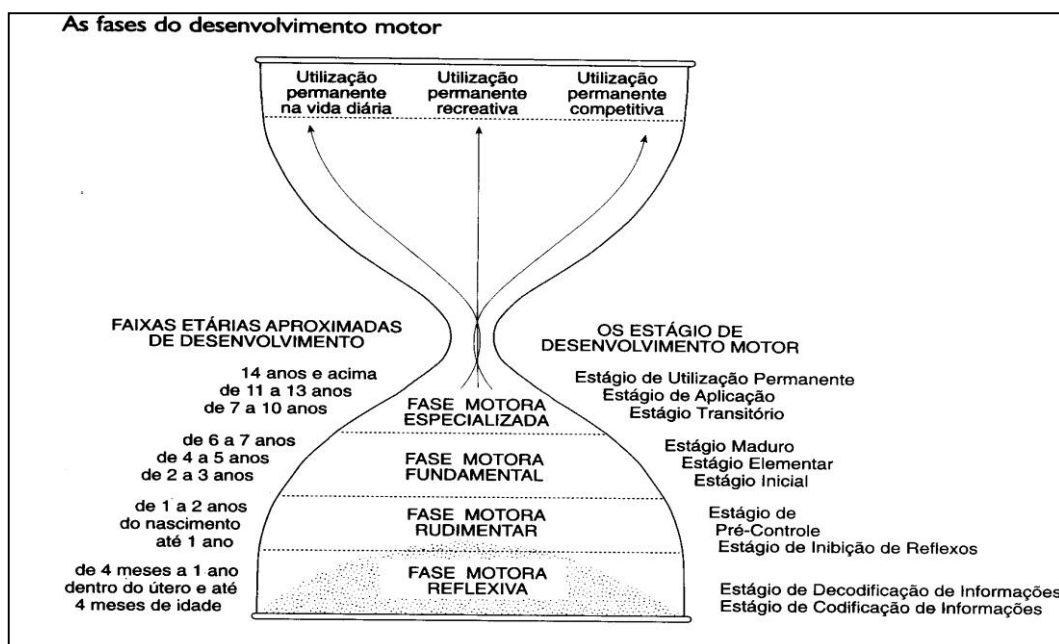 As fases do desenvolvimento motor
Utilização
permanente
na vida diária
Utilização
permanente
recreativa
Utilização
permanente
competitiva
FAIXAS ETÁRIAS APROXIMADAS
DE DESENVOLVIMENTO
OS ESTÁGIO DE
DESENVOLVIMENTO MOTOR
14 anos e acima
de 11 a 13 anos
de 7 a 10 anos
FASE MOTORA
ESPECIALIZADA
Estágio de Utilização Permanente
Estágio de Aplicação
Estágio Transitório
de 6 a 7 anos
de 4 a 5 anos
de 2 a 3 anos
FASE MOTORA
FUNDAMENTAL
Estágio Maduro
Estágio Elementar
Estágio Inicial
de 1 a 2 anos
do nascimento
até 1 ano
FASE MOTORA
RUDIMENTAR
Estágio de
Pré-Controle
Estágio de Inibição de Reflexos
de 4 meses a 1 ano
dentro do útero e até
4 meses de idade
FASE MOTORA
REFLEXIVA
Estágio de Decodificação de Informações
Estágio de Codificação de Informações